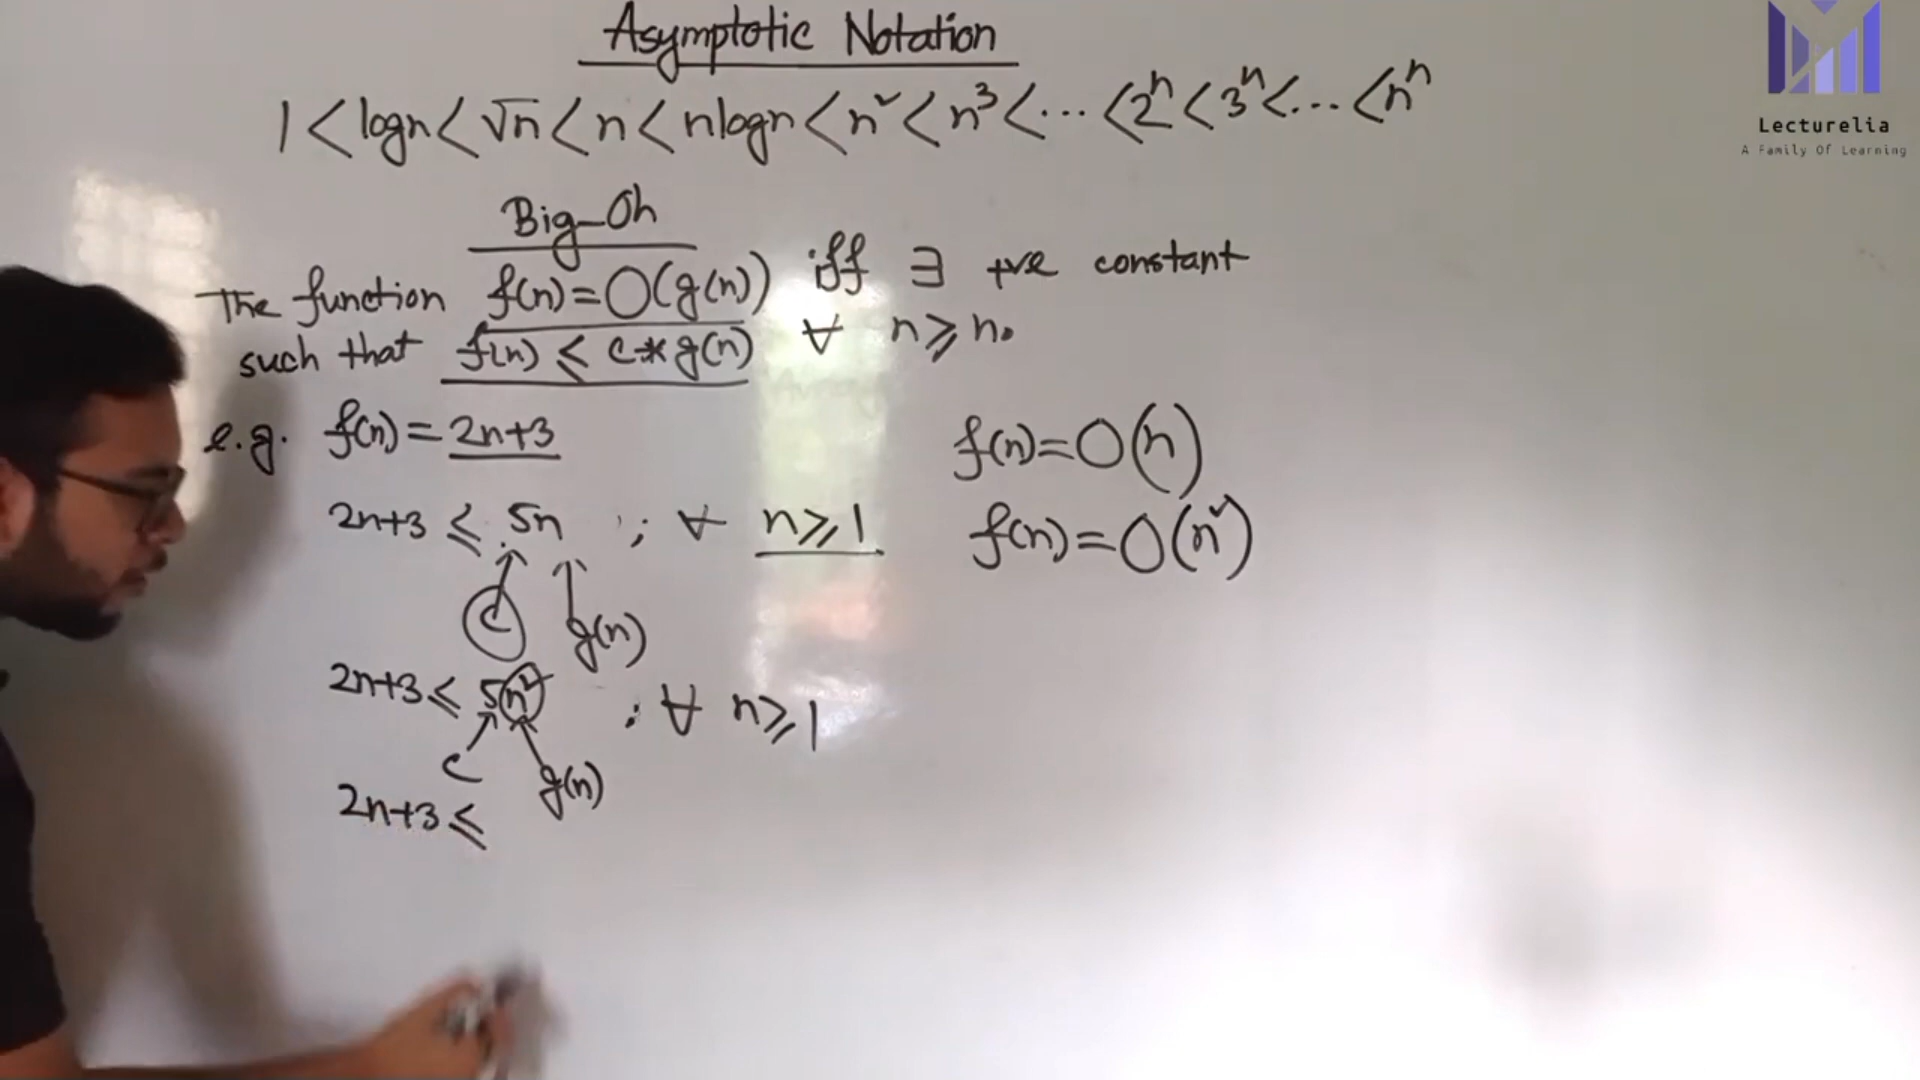 Asymptotic Notation
1 < logn < √n < n < nlogn < n² < n³ < ... < 2ⁿ < 3ⁿ < ... < nⁿ
Lecturelia
A Family Of Learning
Big-Oh
The function f(n) = O(g(n)) iff ∃ +ve constant
such that f(n) ≤ c * g(n) ∀ n ≥ n₀
e.g. f(n) = 2n+3
f(n) = O(n)
2n+3 ≤ 5n ; ∀ n ≥ 1
f(n) = O(n²)
C g(n)
2n+3 ≤ 5n² ; ∀ n ≥ 1
c g(n)
2n+3 ≤